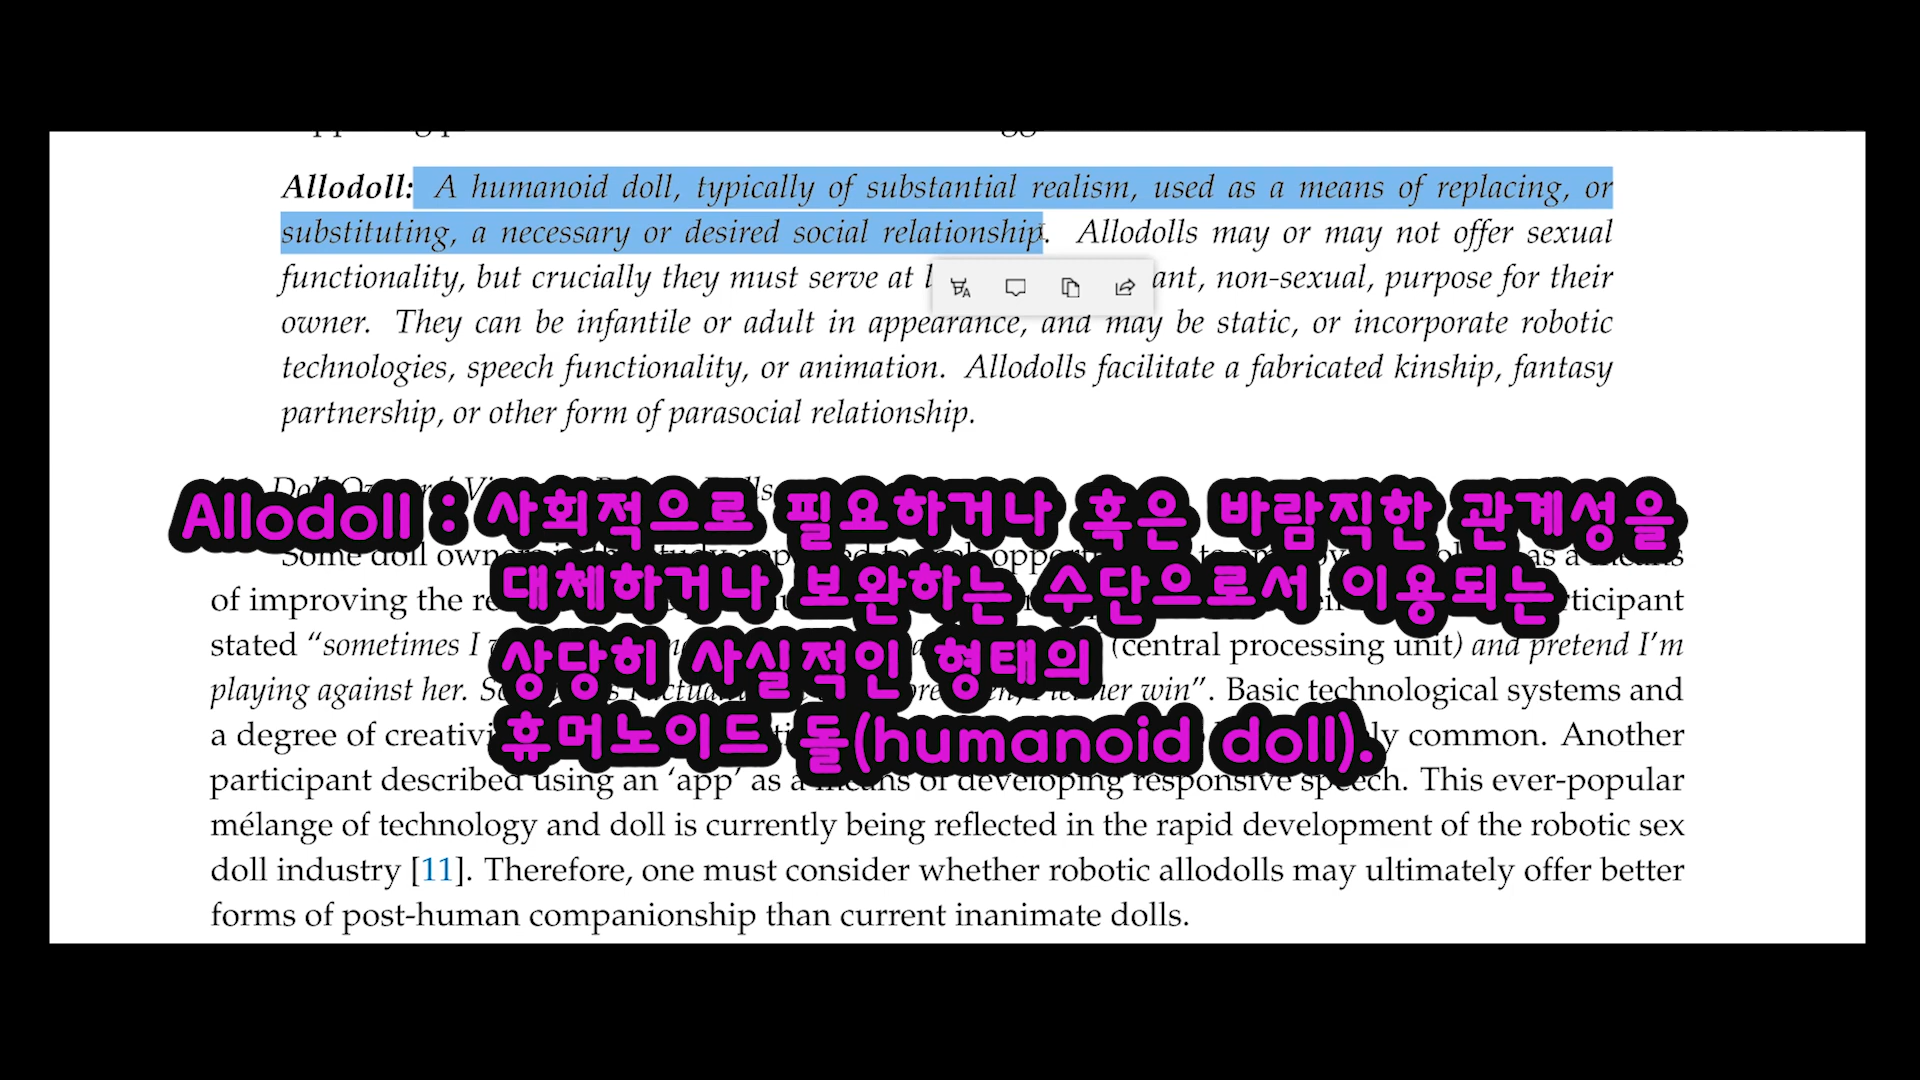 Allodoll: A humanoid doll, typically of substantial realism, used as a means of replacing, or
substituting, a necessary or desired social relationship. Allodolls may or may not offer sexual
functionality, but crucially they must serve at ant, non-sexual, purpose for their
owner. They can be infantile or adult in appearance, and may be static, or incorporate robotic
technologies, speech functionality, or animation. Allodolls facilitate a fabricated kinship, fantasy
partnership, or other form of parasocial relationship.
Allodoll : 사회적으로 필요하거나 혹은 바람직한 관계성을
대체하거나 보완하는 수단으로서 이용되는
상당히 사실적인 형태의
휴머노이드 돌(humanoid doll).
Some doll
of improving the
stated “sometimes I (central processing unit) and pretend I’m
playing against her. her win”. Basic technological systems and
a degree of common. Another
participant described using an ‘app’ as a means of developing responsive speech. This ever-popular
mélange of technology and doll is currently being reflected in the rapid development of the robotic sex
doll industry [11]. Therefore, one must consider whether robotic allodolls may ultimately offer better
forms of post-human companionship than current inanimate dolls.